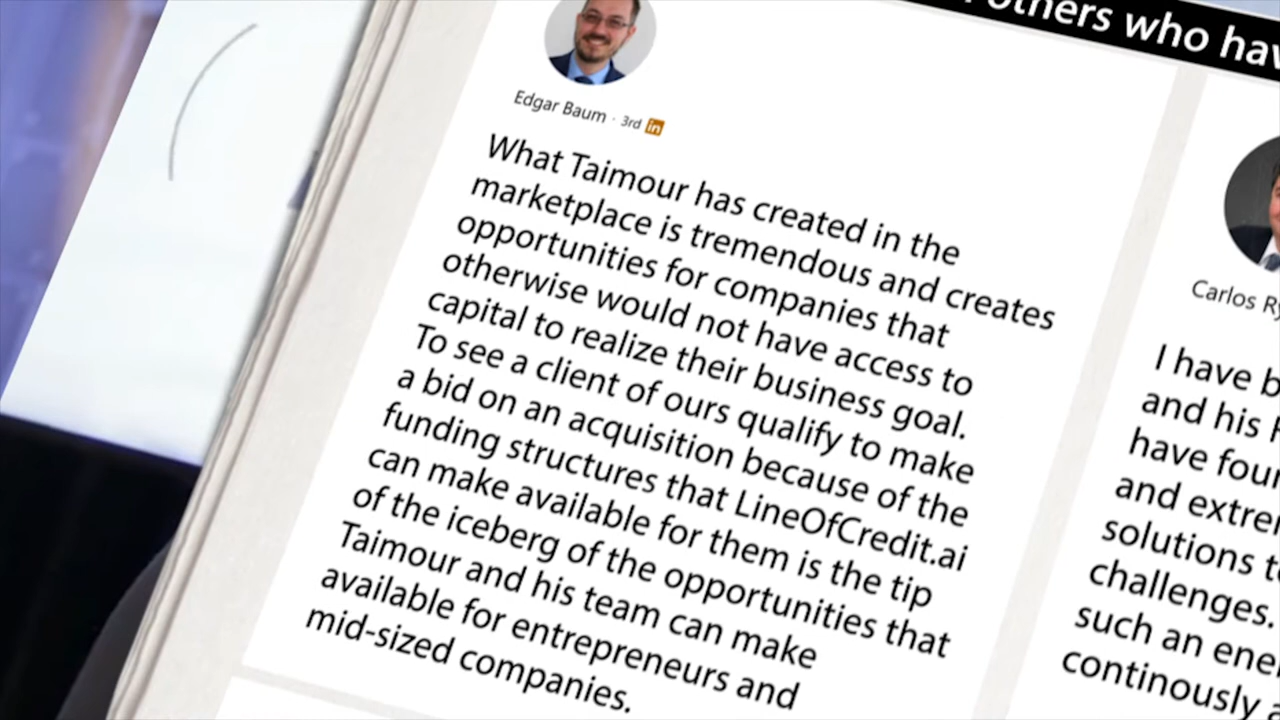 others who hav
Edgar Baum · 3rd in
What Taimour has created in the
marketplace is tremendous and creates
opportunities for companies that
otherwise would not have access to
capital to realize their business goal.
To see a client of ours qualify to make
a bid on an acquisition because of the
funding structures that LineOfCredit.ai
can make available for them is the tip
of the iceberg of the opportunities that
Taimour and his team can make
available for entrepreneurs and
mid-sized companies.
Carlos R
I have b
and his
have four
and extre
solutions t
challenges.
such an ene
continously a